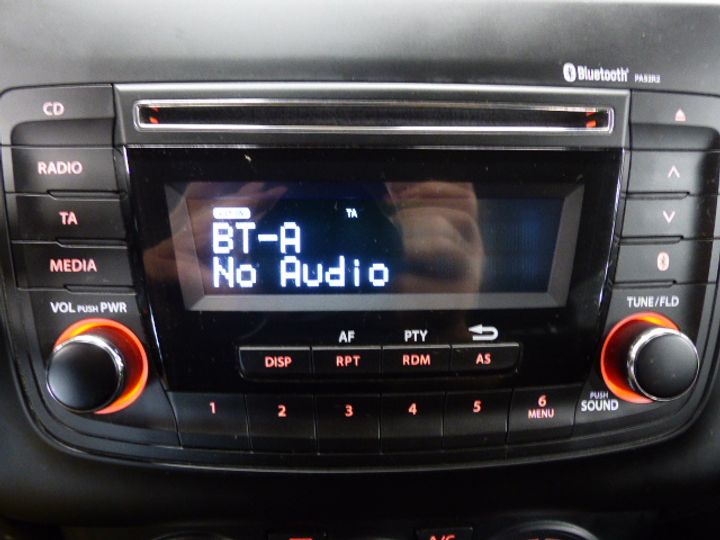 Bluetooth PA92R2
CD
RADIO
TA
MEDIA
VOL PUSH PWR
TA
BT-A
No Audio
AF PTY
DISP RPT RDM AS
1 2 3 4 5 6
MENU
TUNE/FLD
PUSH
SOUND
A/C